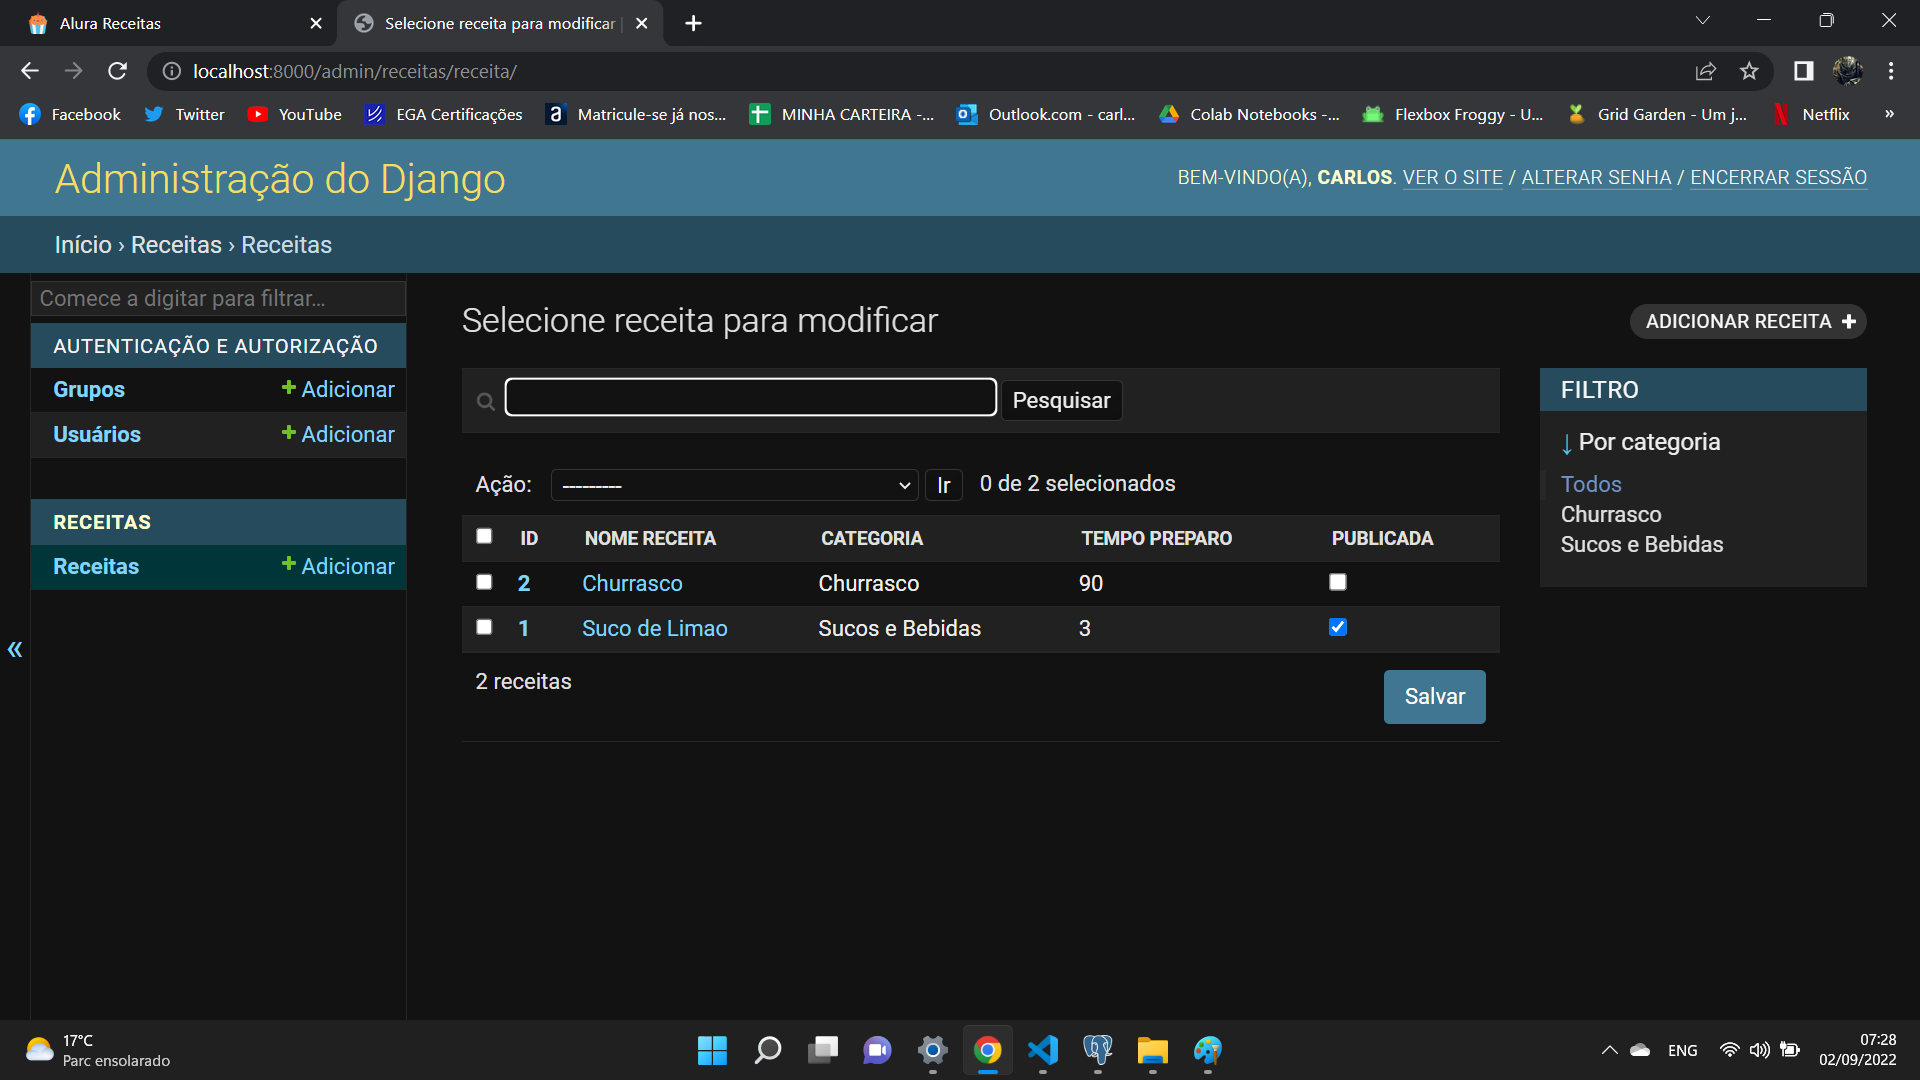 Alura Receitas
Selecione receita para modificar |
localhost:8000/admin/receitas/receita/
Facebook
Twitter
YouTube
EGA Certificações
Matricule-se já nos...
MINHA CARTEIRA -...
Outlook.com - carl...
Colab Notebooks -...
Flexbox Froggy - U...
Grid Garden - Um j...
Netflix
»
Administração do Django
BEM-VINDO(A), CARLOS. VER O SITE / ALTERAR SENHA / ENCERRAR SESSÃO
Início › Receitas › Receitas
Comece a digitar para filtrar...
AUTENTICAÇÃO E AUTORIZAÇÃO
Grupos + Adicionar
Usuários + Adicionar
RECEITAS
Receitas + Adicionar
«
Selecione receita para modificar
ADICIONAR RECEITA +
Pesquisar
Ação: --------- Ir 0 de 2 selecionados
ID NOME RECEITA CATEGORIA TEMPO PREPARO PUBLICADA
2 Churrasco Churrasco 90
1 Suco de Limao Sucos e Bebidas 3
2 receitas
Salvar
FILTRO
↓ Por categoria
Todos
Churrasco
Sucos e Bebidas
17°C
Parc ensolarado
ENG
07:28
02/09/2022